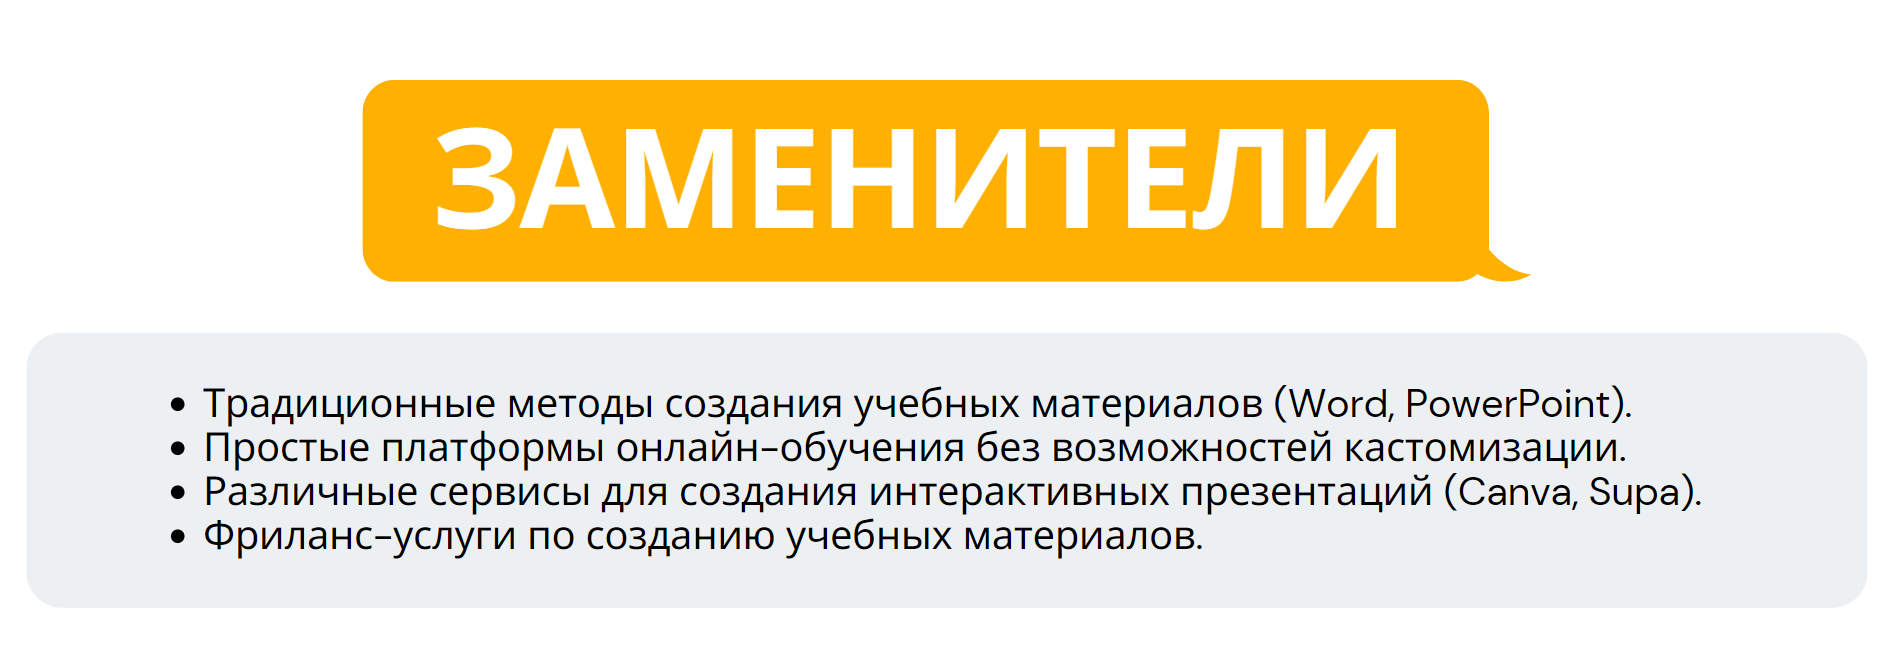 ЗАМЕНИТЕЛИ
• Традиционные методы создания учебных материалов (Word, PowerPoint).
• Простые платформы онлайн-обучения без возможностей кастомизации.
• Различные сервисы для создания интерактивных презентаций (Canva, Supa).
• Фриланс-услуги по созданию учебных материалов.